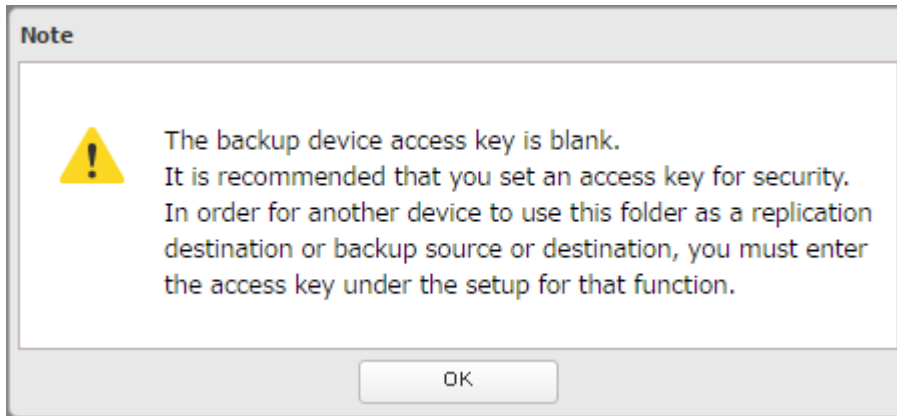 Note
The backup device access key is blank.
It is recommended that you set an access key for security.
In order for another device to use this folder as a replication
destination or backup source or destination, you must enter
the access key under the setup for that function.
OK